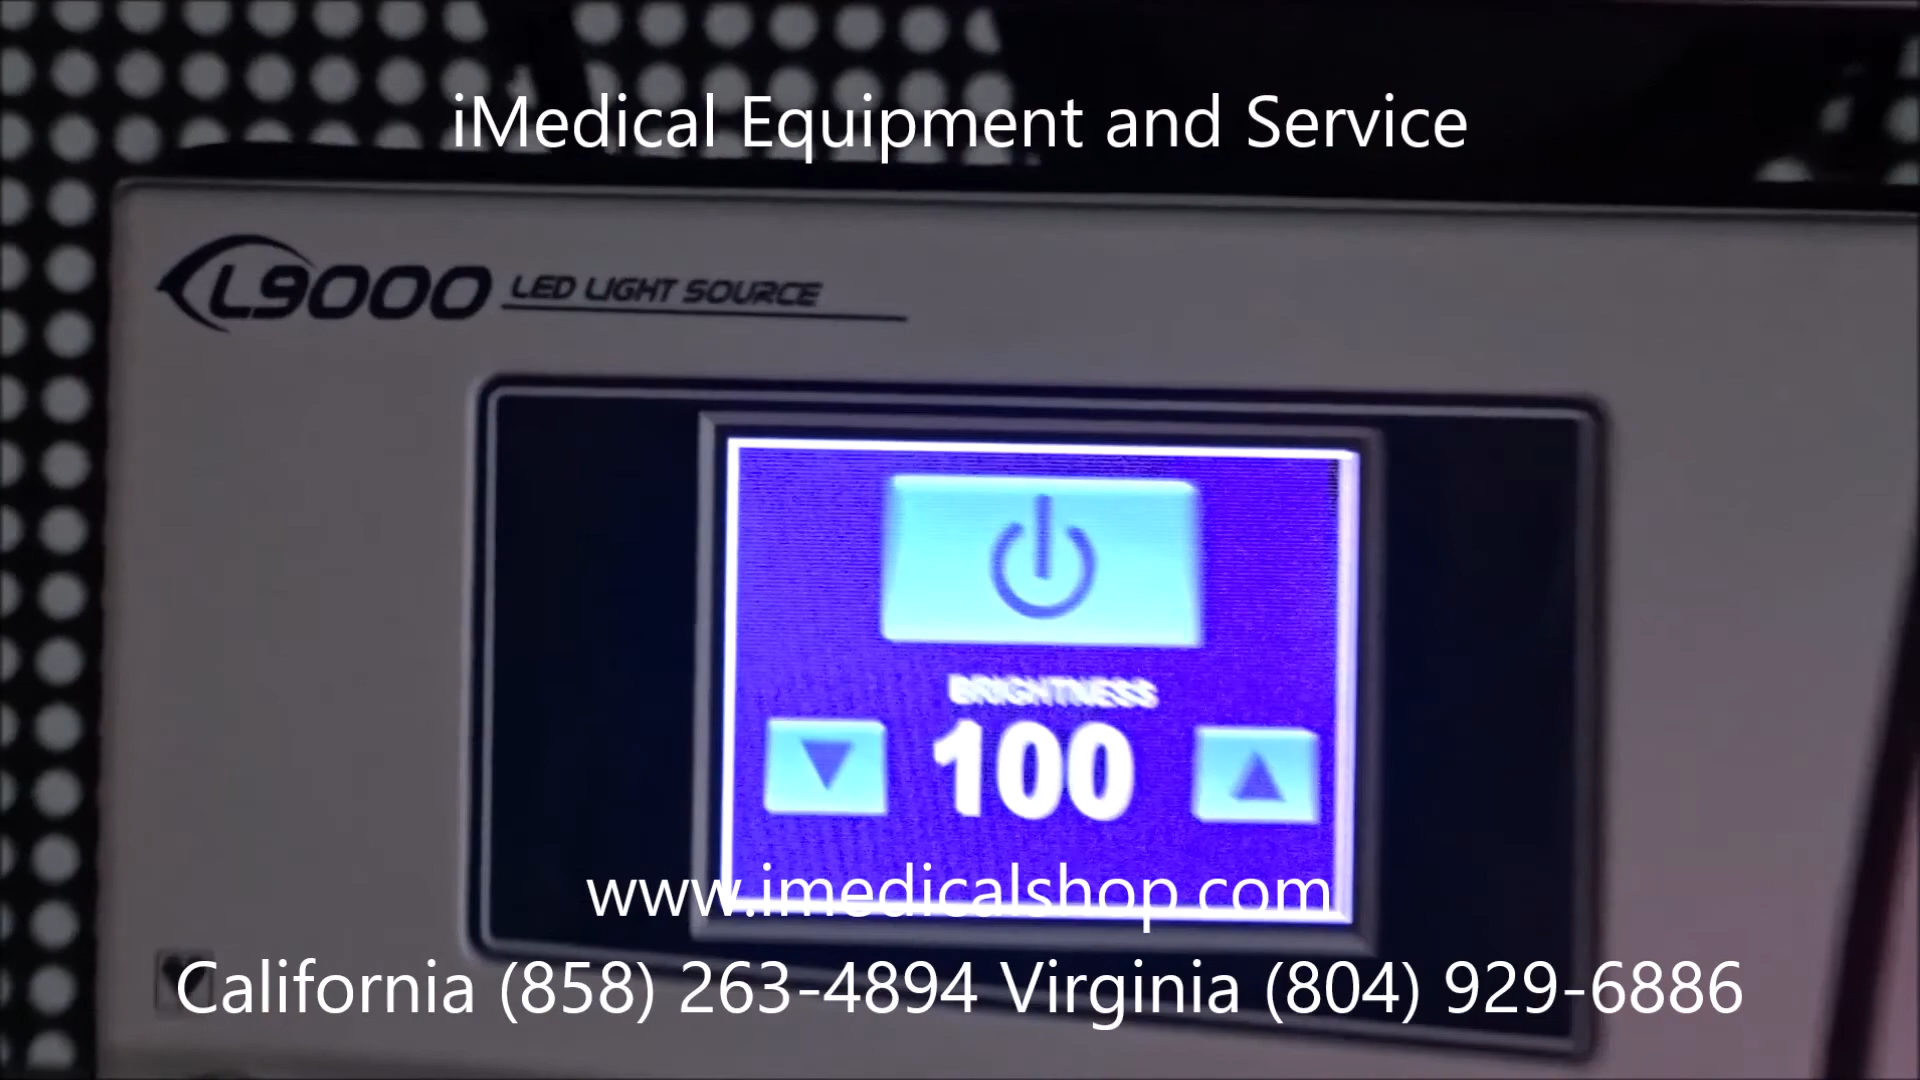 iMedical Equipment and Service
L9000 LED LIGHT SOURCE
BRIGHTNESS
100
www.imedicalshop.com
California (858) 263-4894 Virginia (804) 929-6886